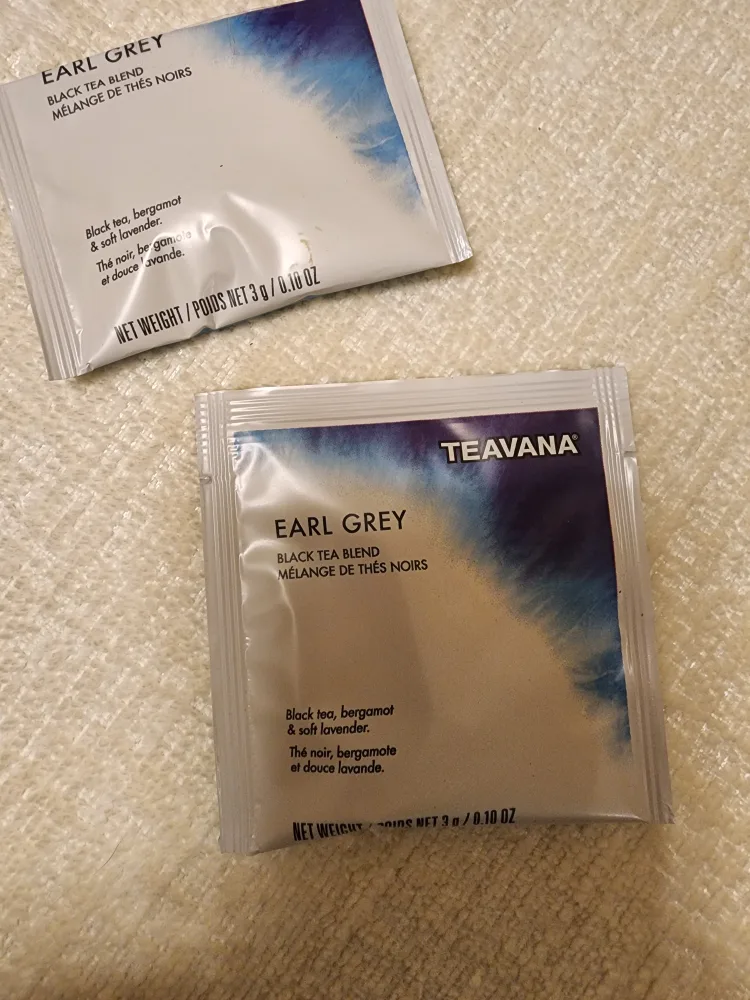 EARL GREY
BLACK TEA BLEND
MÉLANGE DE THÉS NOIRS
Black tea, bergamot
& soft lavender.
Thé noir, bergamote
et douce lavande.
NET WEIGHT / POIDS NET 3 g / 0.10 OZ
TEAVANA®
EARL GREY
BLACK TEA BLEND
MÉLANGE DE THÉS NOIRS
Black tea, bergamot
& soft lavender.
Thé noir, bergamote
et douce lavande.
NET WEIGHT / POIDS NET 3 g / 0.10 OZ